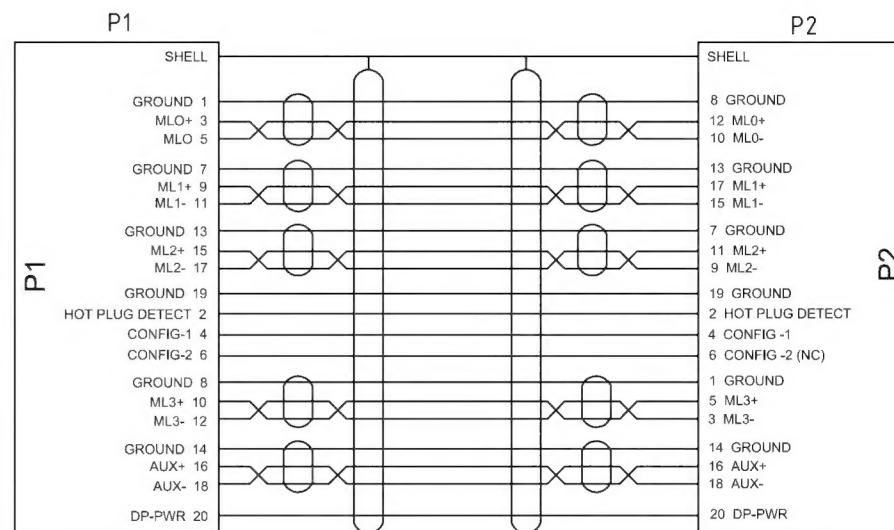 P1
P2
SHELL
GROUND 1
MLO+ 3
MLO 5
GROUND 7
ML1+ 9
ML1- 11
GROUND 13
ML2+ 15
ML2- 17
GROUND 19
HOT PLUG DETECT 2
CONFIG-1 4
CONFIG-2 6
GROUND 8
ML3+ 10
ML3- 12
GROUND 14
AUX+ 16
AUX- 18
DP-PWR 20
P1
SHELL
8 GROUND
12 ML0+
10 ML0-
13 GROUND
17 ML1+
15 ML1-
7 GROUND
11 ML2+
9 ML2-
19 GROUND
2 HOT PLUG DETECT
4 CONFIG -1
6 CONFIG -2 (NC)
1 GROUND
5 ML3+
3 ML3-
14 GROUND
16 AUX+
18 AUX-
20 DP-PWR
P2